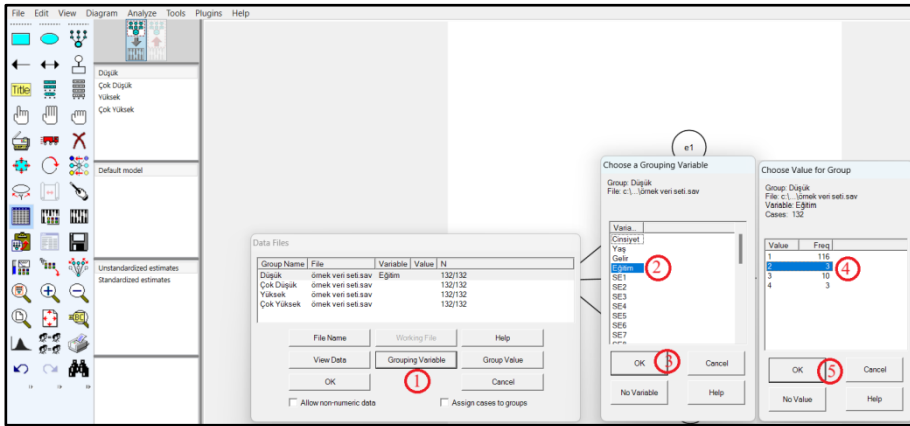 File Edit View Diagram Analyze Tools Plugins Help
Title
Düşük
Çok Düşük
Yüksek
Çok Yüksek
Default model
Unstandardized estimates
Standardized estimates
e1
Data Files
Group Name File Variable Value N
Düşük örnek veri seti.sav Eğitim 132/132
Çok Düşük örnek veri seti.sav 132/132
Yüksek örnek veri seti.sav 132/132
Çok Yüksek örnek veri seti.sav 132/132
File Name Working File Help
View Data Grouping Variable Group Value
OK 1 Cancel
Allow non-numeric data Assign cases to groups
Choose a Grouping Variable
Group: Düşük
File: c:\...\örnek veri seti.sav
Varia...
Cinsiyet
Yaş
Gelir
Eğitim 2
SE1
SE2
SE3
SE4
SE5
SE6
SE7
OK 3 Cancel
No Variable Help
Choose Value for Group
Group: Düşük
File: c:\...\örnek veri seti.sav
Variable: Eğitim
Cases: 132
Value Freq
1 116
2 3 4
3 10
4 3
OK 5 Cancel
No Value Help